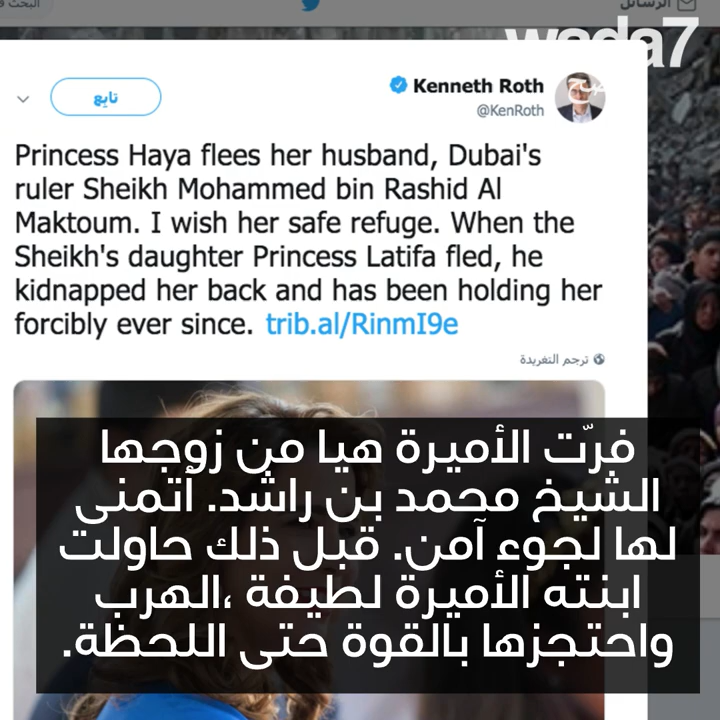 الرسائل
البحث
wada7
تابع
Kenneth Roth
@KenRoth
Princess Haya flees her husband, Dubai's
ruler Sheikh Mohammed bin Rashid Al
Maktoum. I wish her safe refuge. When the
Sheikh's daughter Princess Latifa fled, he
kidnapped her back and has been holding her
forcibly ever since. trib.al/RinmI9e
ترجم التغريدة
فرّت الأميرة هيا من زوجها
الشيخ محمد بن راشد. أتمنى
لها لجوء آمن. قبل ذلك حاولت
ابنته الأميرة لطيفة ،الهرب
واحتجزها بالقوة حتى اللحظة.